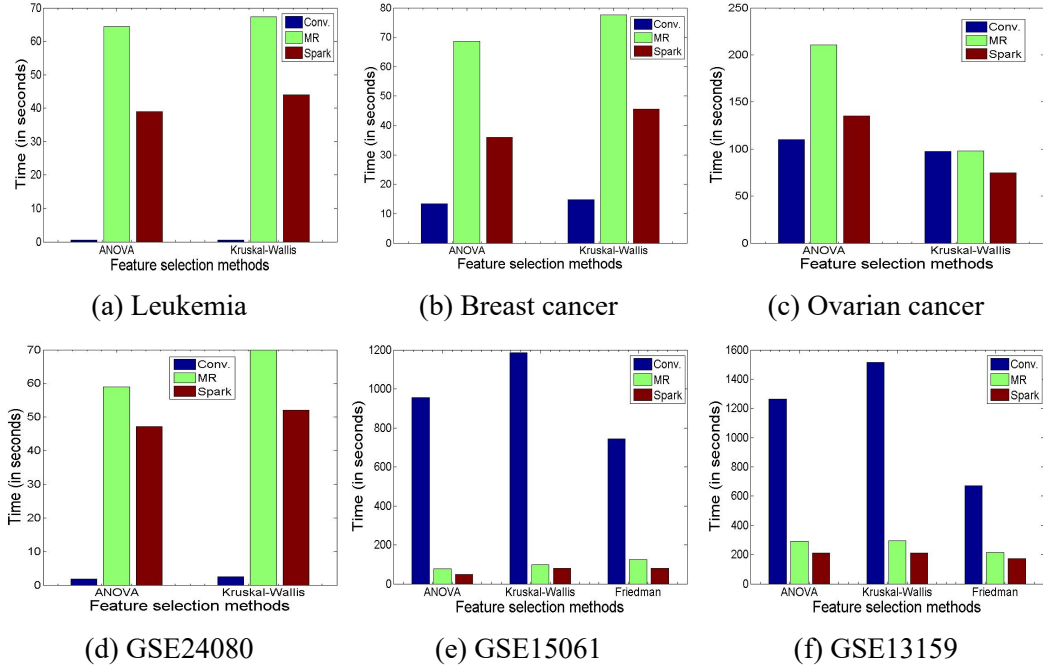 Time (in seconds)
70
60
50
40
30
20
10
0
Conv.
MR
Spark
ANOVA
Kruskal-Wallis
Feature selection methods
(a) Leukemia
Time (in seconds)
80
70
60
50
40
30
20
10
0
Conv.
MR
Spark
ANOVA
Kruskal-Wallis
Feature selection methods
(b) Breast cancer
Time (in seconds)
250
200
150
100
50
0
Conv.
MR
Spark
ANOVA
Kruskal-Wallis
Feature selection methods
(c) Ovarian cancer
Time (in seconds)
70
60
50
40
30
20
10
0
Conv.
MR
Spark
ANOVA
Kruskal-Wallis
Feature selection methods
(d) GSE24080
Time (in seconds)
1200
1000
800
600
400
200
0
Conv.
MR
Spark
ANOVA
Kruskal-Wallis
Friedman
Feature selection methods
(e) GSE15061
Time (in seconds)
1600
1400
1200
1000
800
600
400
200
0
Conv.
MR
Spark
ANOVA
Kruskal-Wallis
Friedman
Feature selection methods
(f) GSE13159